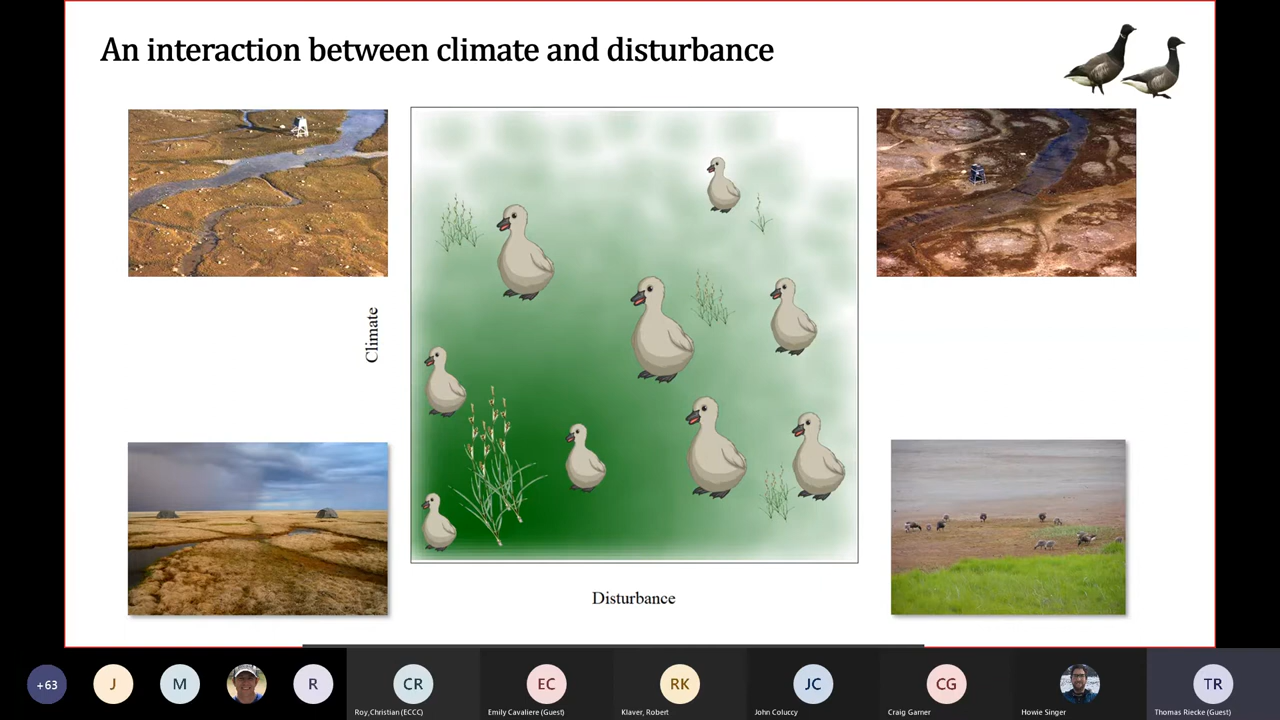 An interaction between climate and disturbance
Climate
Disturbance
+63
J
M
R
CR
EC
RK
JC
CG
TR
Roy,Christian (ECCC)
Emily Cavaliere (Guest)
Klaver, Robert
John Coluccy
Craig Garner
Howie Singer
Thomas Riecke (Guest)